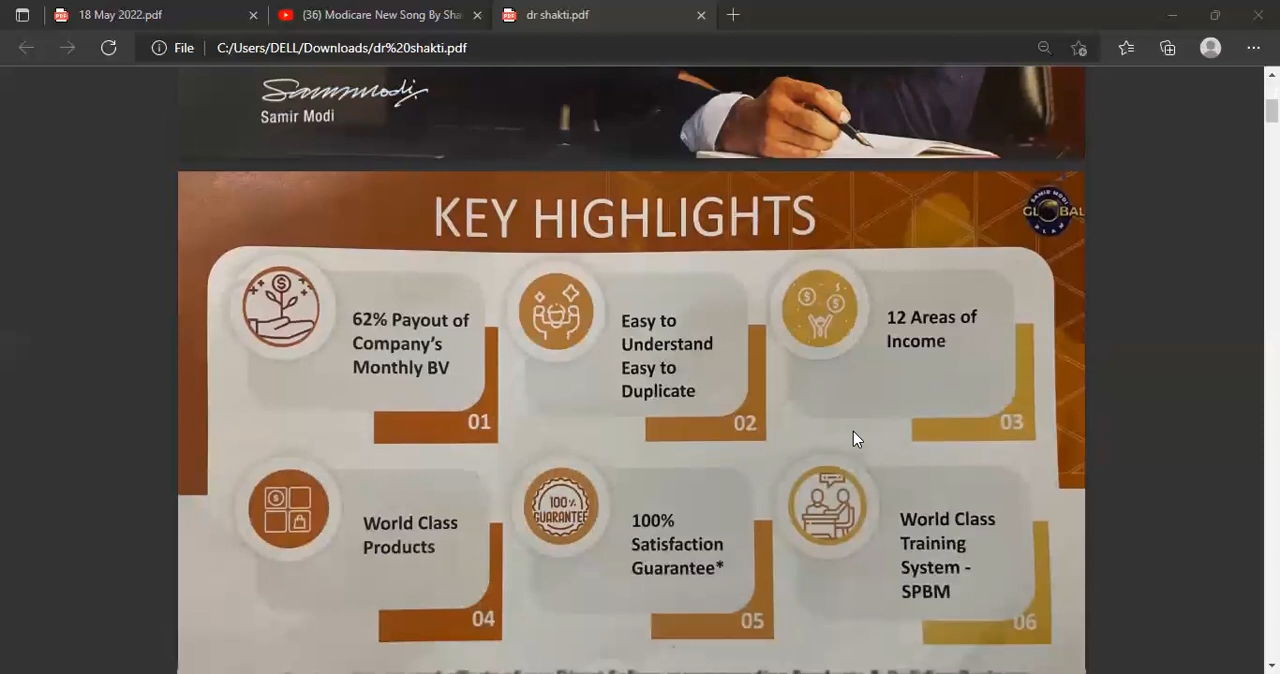 18 May 2022.pdf
(36) Modicare New Song By Sha
dr shakti.pdf
File
C:/Users/DELL/Downloads/dr%20shakti.pdf
Samir Modi
KEY HIGHLIGHTS
SAMIR MODI
GLOBAL
62% Payout of
Company's
Monthly BV
01
Easy to
Understand
Easy to
Duplicate
02
12 Areas of
Income
03
World Class
Products
04
100%
GUARANTEE
100%
Satisfaction
Guarantee*
05
World Class
Training
System -
SPBM
06